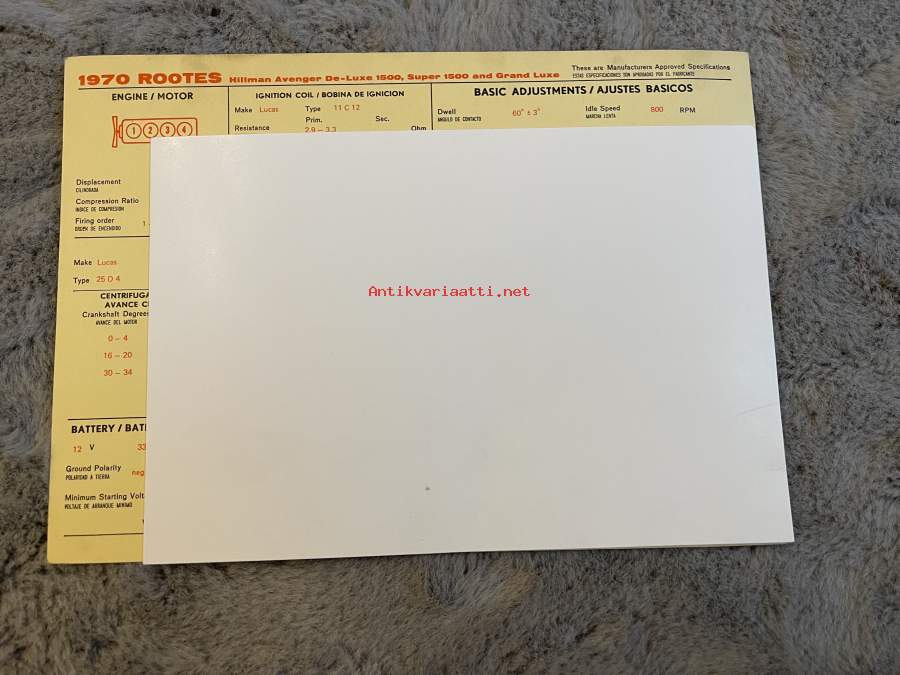 1970 ROOTES Hillman Avenger De-Luxe 1500, Super 1500 and Grand Luxe
These are Manufacturers Approved Specifications
ESTAS ESPECIFICACIONES SON APROBADAS POR EL FABRICANTE
ENGINE / MOTOR
1 2 3 4
Displacement
CILINDRADA
Compression Ratio
INDICE DE COMPRESION
Firing order
ORDEN DE ENCENDIDO
1
Make Lucas
Type 25 D 4
CENTRIFUGA
AVANCE C
Crankshaft Degrees
AVANCE DEL MOTOR
0 – 4
16 – 20
30 – 34
BATTERY / BAT
12 V 33
Ground Polarity neg
POLARIDAD A TIERRA
Minimum Starting Volt
VOLTAJE DE ARRANQUE MINIMO
IGNITION COIL / BOBINA DE IGNICION
Make Lucas Type 11 C 12
Prim. Sec.
Resistance 2,9 – 3,3 Ohm
BASIC ADJUSTMENTS / AJUSTES BASICOS
Dwell 60° ± 3° Idle Speed 800 RPM
ANGULO DE CONTACTO MARCHA LENTA
Antikvariaatti.net